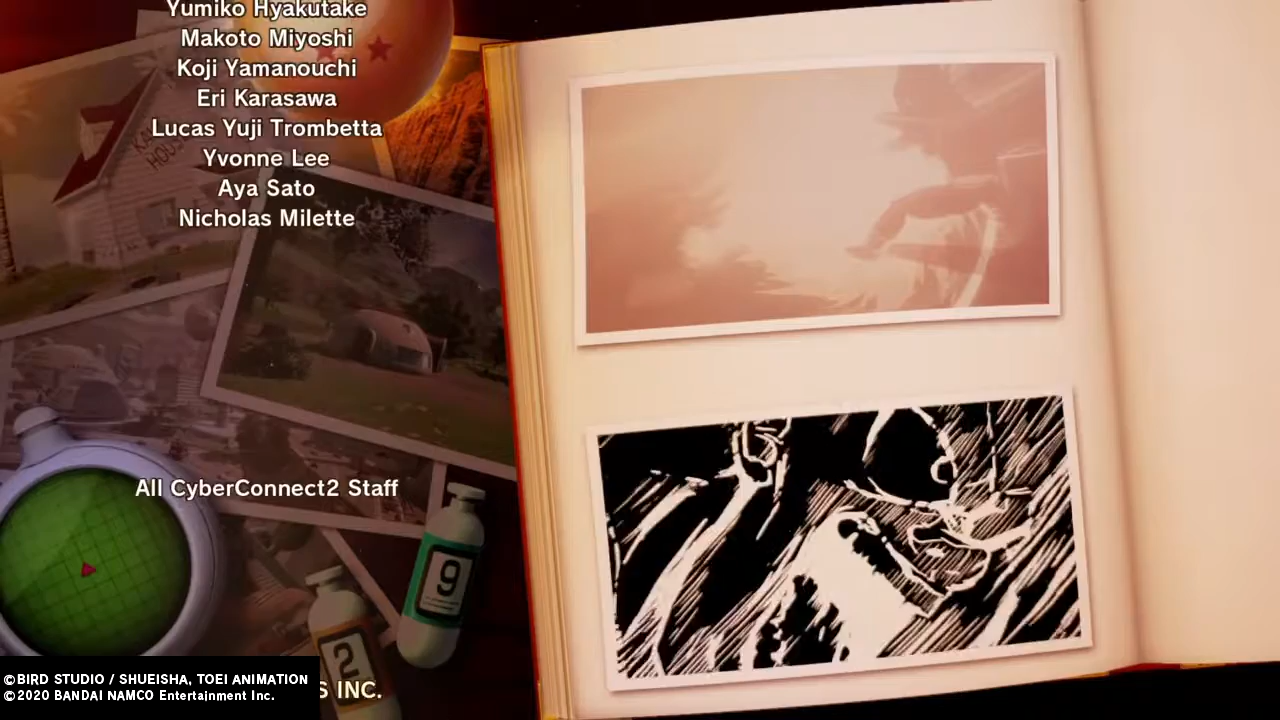 Yumiko Hyakutake
Makoto Miyoshi
Koji Yamanouchi
Eri Karasawa
Lucas Yuji Trombetta
Yvonne Lee
Aya Sato
Nicholas Milette
All CyberConnect2 Staff
9
2
S INC.
©BIRD STUDIO / SHUEISHA, TOEI ANIMATION
©2020 BANDAI NAMCO Entertainment Inc.